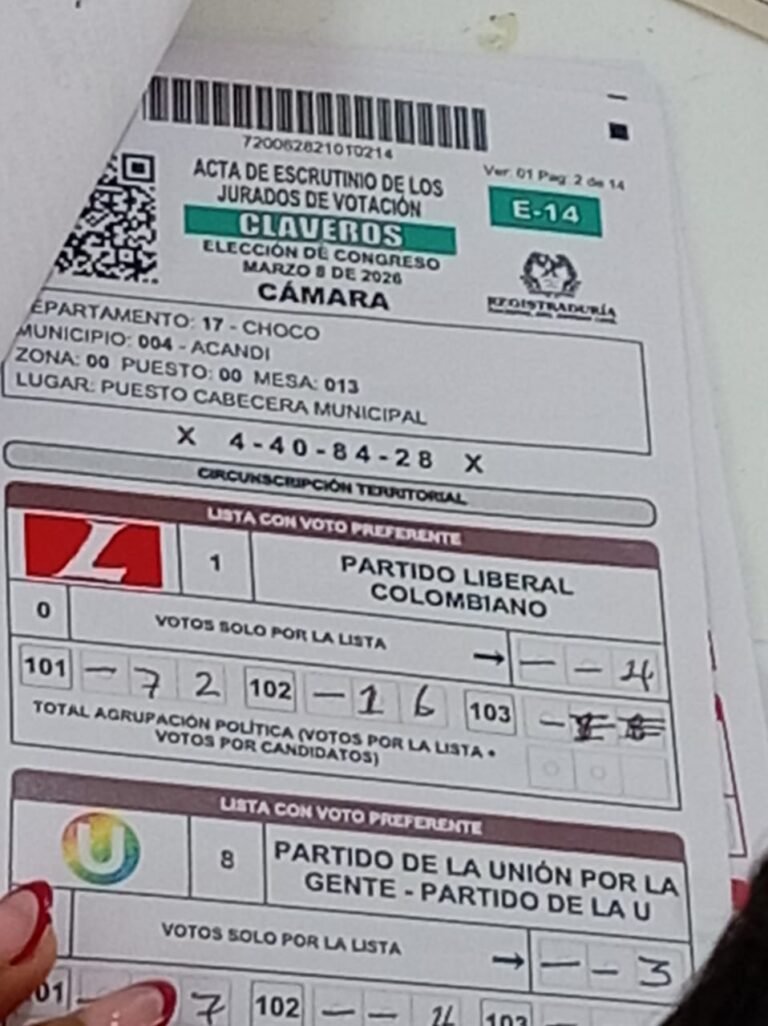 720062821010214
Ver: 01 Pag: 2 de 14
ACTA DE ESCRUTINIO DE LOS
JURADOS DE VOTACIÓN
E-14
CLAVEROS
ELECCIÓN DE CONGRESO
MARZO 8 DE 2026
CÁMARA
REGISTRADURÍA
EPARTAMENTO: 17 - CHOCO
MUNICIPIO: 004 - ACANDI
ZONA: 00 PUESTO: 00 MESA: 013
LUGAR: PUESTO CABECERA MUNICIPAL
X 4-40-84-28 X
CIRCUNSCRIPCIÓN TERRITORIAL
LISTA CON VOTO PREFERENTE
L 1 PARTIDO LIBERAL
COLOMBIANO
0 VOTOS SOLO POR LA LISTA → - - 4
101 - 7 2 102 - 1 6 103 -
TOTAL AGRUPACIÓN POLÍTICA (VOTOS POR LA LISTA +
VOTOS POR CANDIDATOS)
LISTA CON VOTO PREFERENTE
U 8 PARTIDO DE LA UNIÓN POR LA
GENTE - PARTIDO DE LA U
VOTOS SOLO POR LA LISTA → - - 3
01 - 7 102 - - 4 103